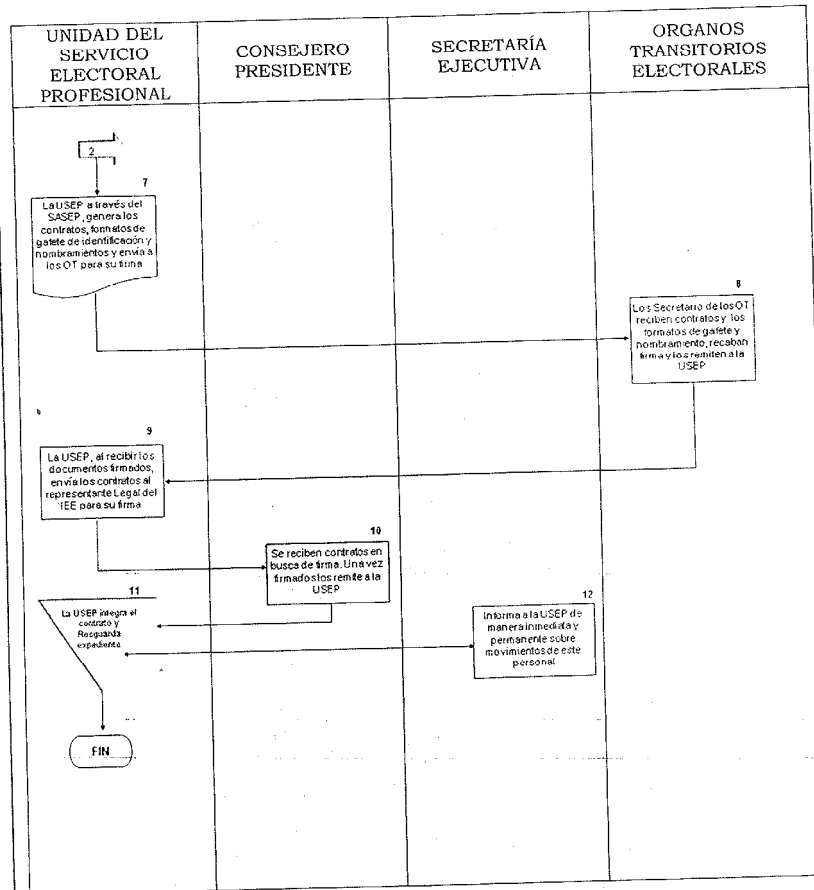 UNIDAD DEL
SERVICIO
ELECTORAL
PROFESIONAL
CONSEJERO
PRESIDENTE
SECRETARÍA
EJECUTIVA
ORGANOS
TRANSITORIOS
ELECTORALES
2
7
La USEP a través del
SASEP, genera los
contratos, formatos de
gafete de identificación y
nombramientos y envía a
los OT para su firma
8
Los Secretario de los OT
reciben contratos y los
formatos de gafete y
nombramiento, recaban
firma y los remiten a la
USEP
9
La USEP, al recibir los
documentos firmados,
envía los contratos al
representante Legal del
IEE para su firma
10
Se reciben contratos en
busca de firma. Una vez
firmados los remite a la
USEP
11
La USEP integra el
contrato y
Resguarda
expediente
12
Informa a la USEP de
manera inmediata y
permanente sobre
movimientos de este
personal
FIN